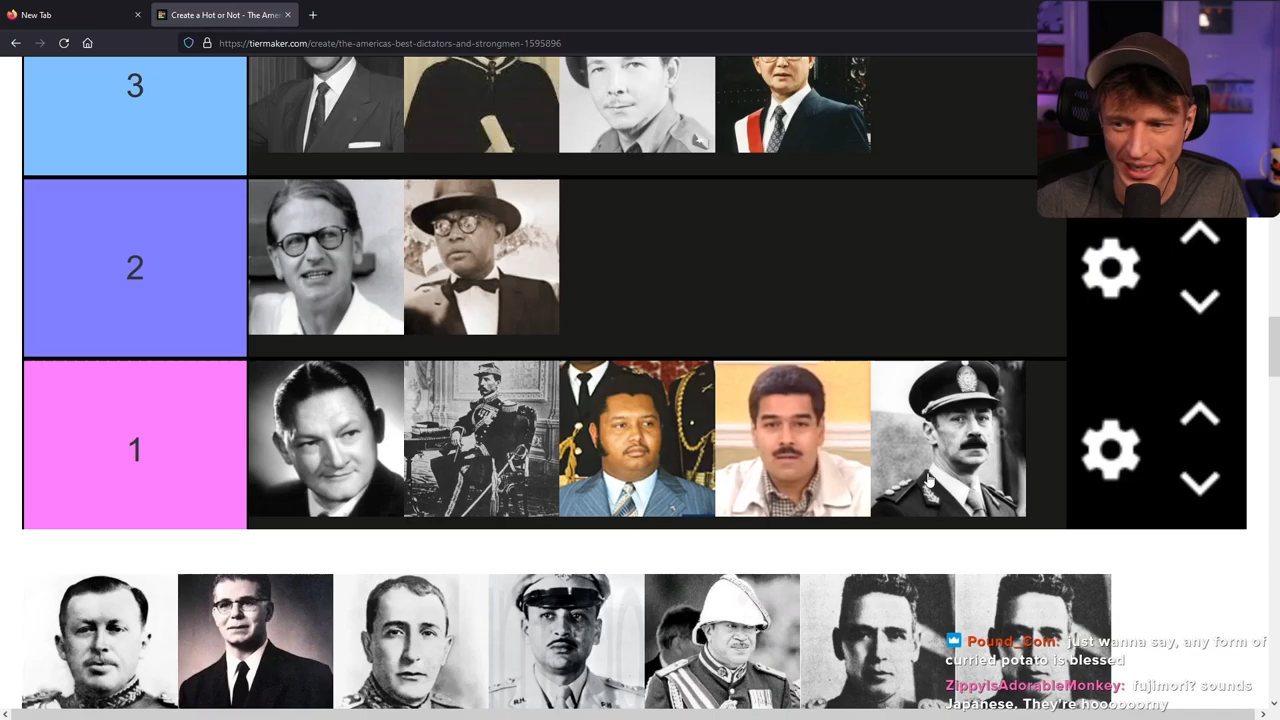 New Tab
Create a Hot or Not - The Ame
https://tiermaker.com/create/the-americas-best-dictators-and-strongmen-1595896
3
2
1
Pound_Com: just wanna say, any form of
curried potato is blessed
ZippyIsAdorableMonkey: fujimori? sounds
Japanese. They're hooooorny